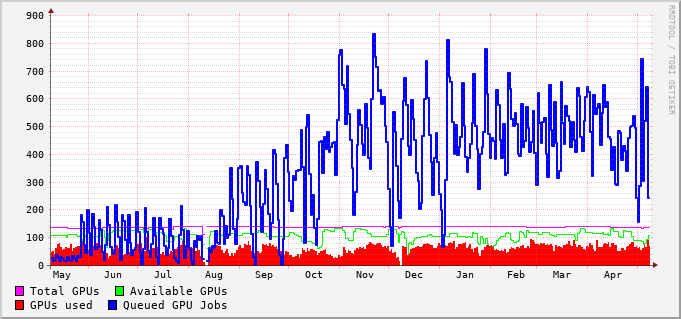 900
RRDTOOL / TOBI OETIKER
800
700
600
500
400
300
200
100
0
May Jun Jul Aug Sep Oct Nov Dec Jan Feb Mar Apr
Total GPUs Available GPUs
GPUs used Queued GPU Jobs